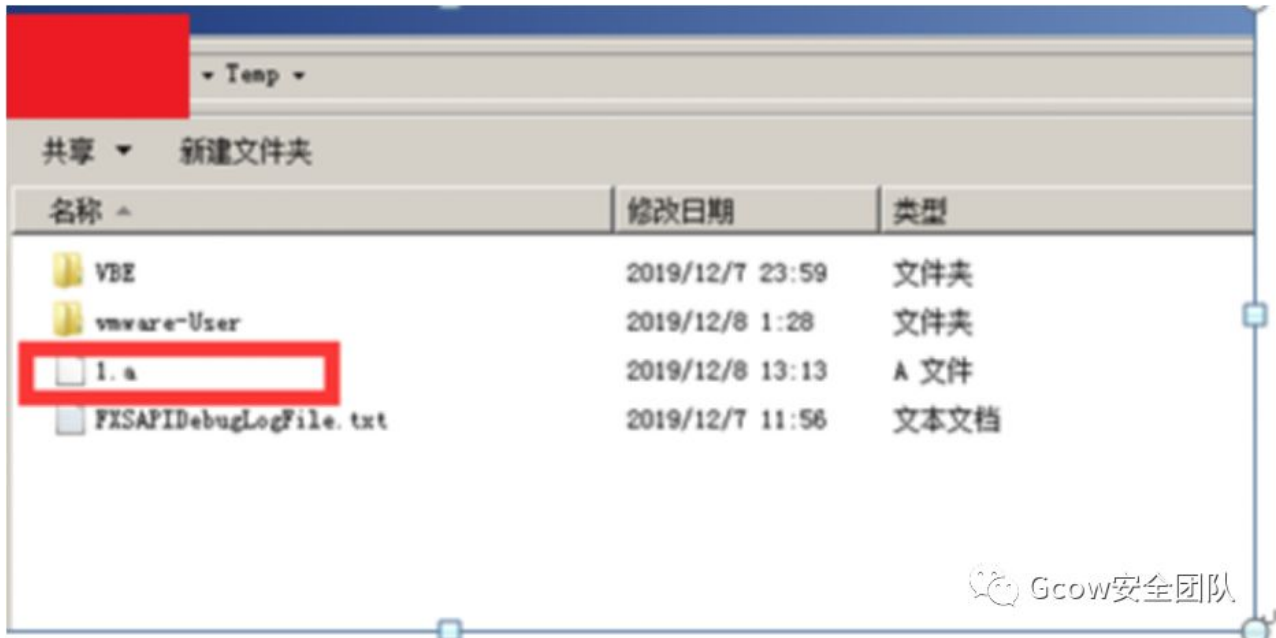 Temp
共享 新建文件夹
名称 修改日期 类型
VBE 2019/12/7 23:59 文件夹
vmware-User 2019/12/8 1:28 文件夹
1.a 2019/12/8 13:13 A 文件
FXSAPIDebugLogFile.txt 2019/12/7 11:56 文本文档
Gcow安全团队